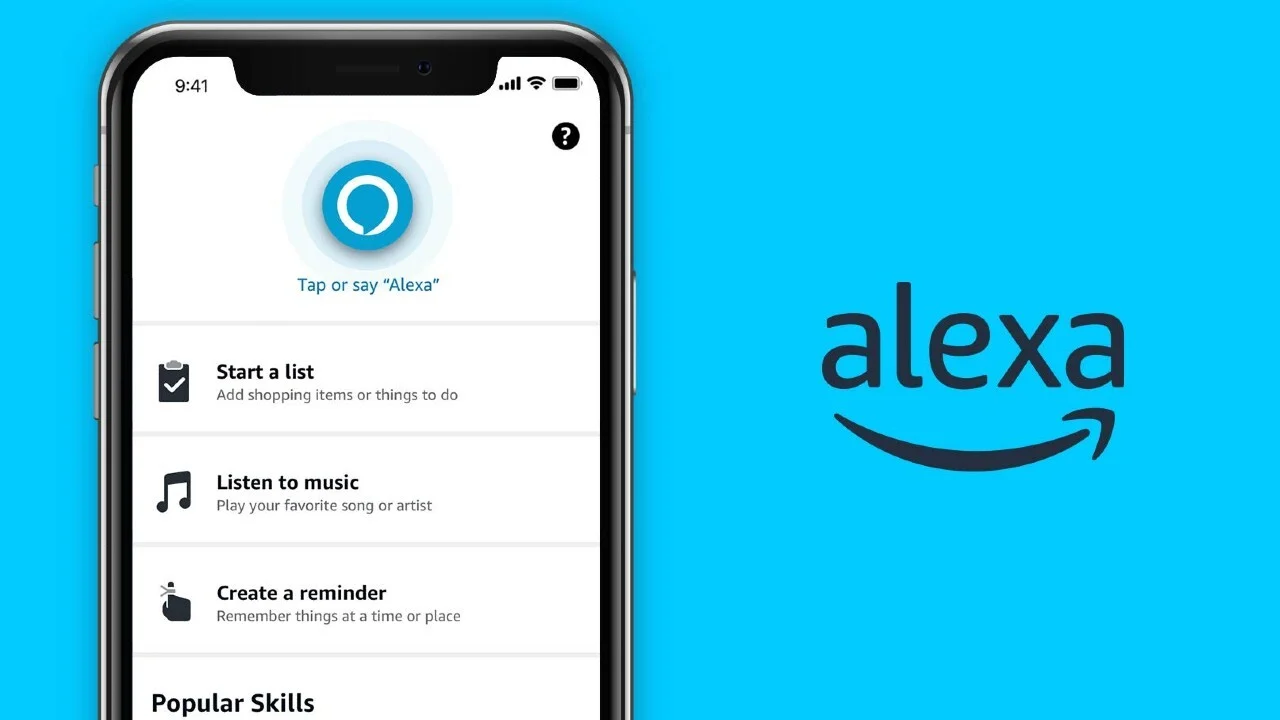 9:41
?
Tap or say “Alexa”
Start a list
Add shopping items or things to do
Listen to music
Play your favorite song or artist
Create a reminder
Remember things at a time or place
Popular Skills
alexa